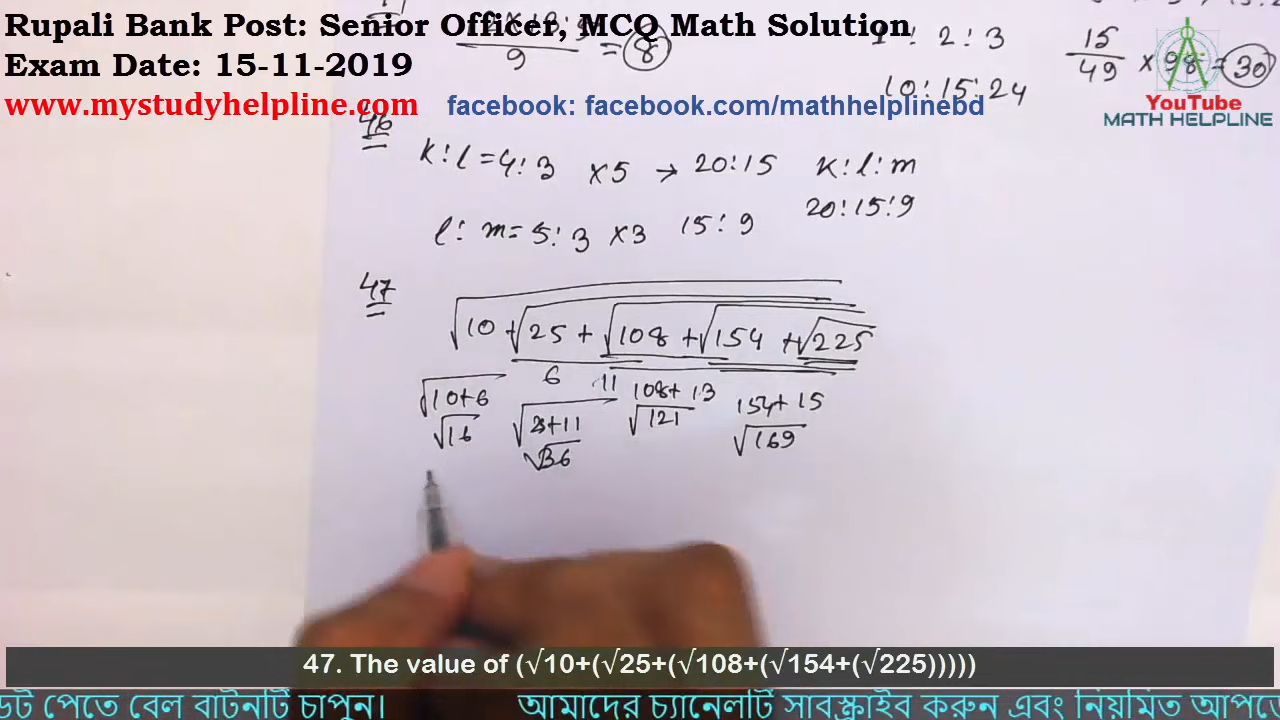 Rupali Bank Post: Senior Officer, MCQ Math Solution
Exam Date: 15-11-2019
www.mystudyhelpline.com facebook: facebook.com/mathhelplinebd
9 = 8
: 2 : 3
10:15:24
15/49 × 98 = 30
YouTube
MATH HELPLINE
46
K:l=4:3 ×5 → 20:15 K:l:m
l: m=5:3 ×3 15:9 20:15:9
47
√10+√25+√108+√154+√225
6 11 108+13 154+15
√10+6 √121 √169
√16 +11
√36
47. The value of (√10+(√25+(√108+(√154+(√225)))))
ডট পেতে বেল বাটনটি চাপুন। আমাদের চ্যানেলটি সাবস্ক্রাইব করুন এবং নিয়মিত